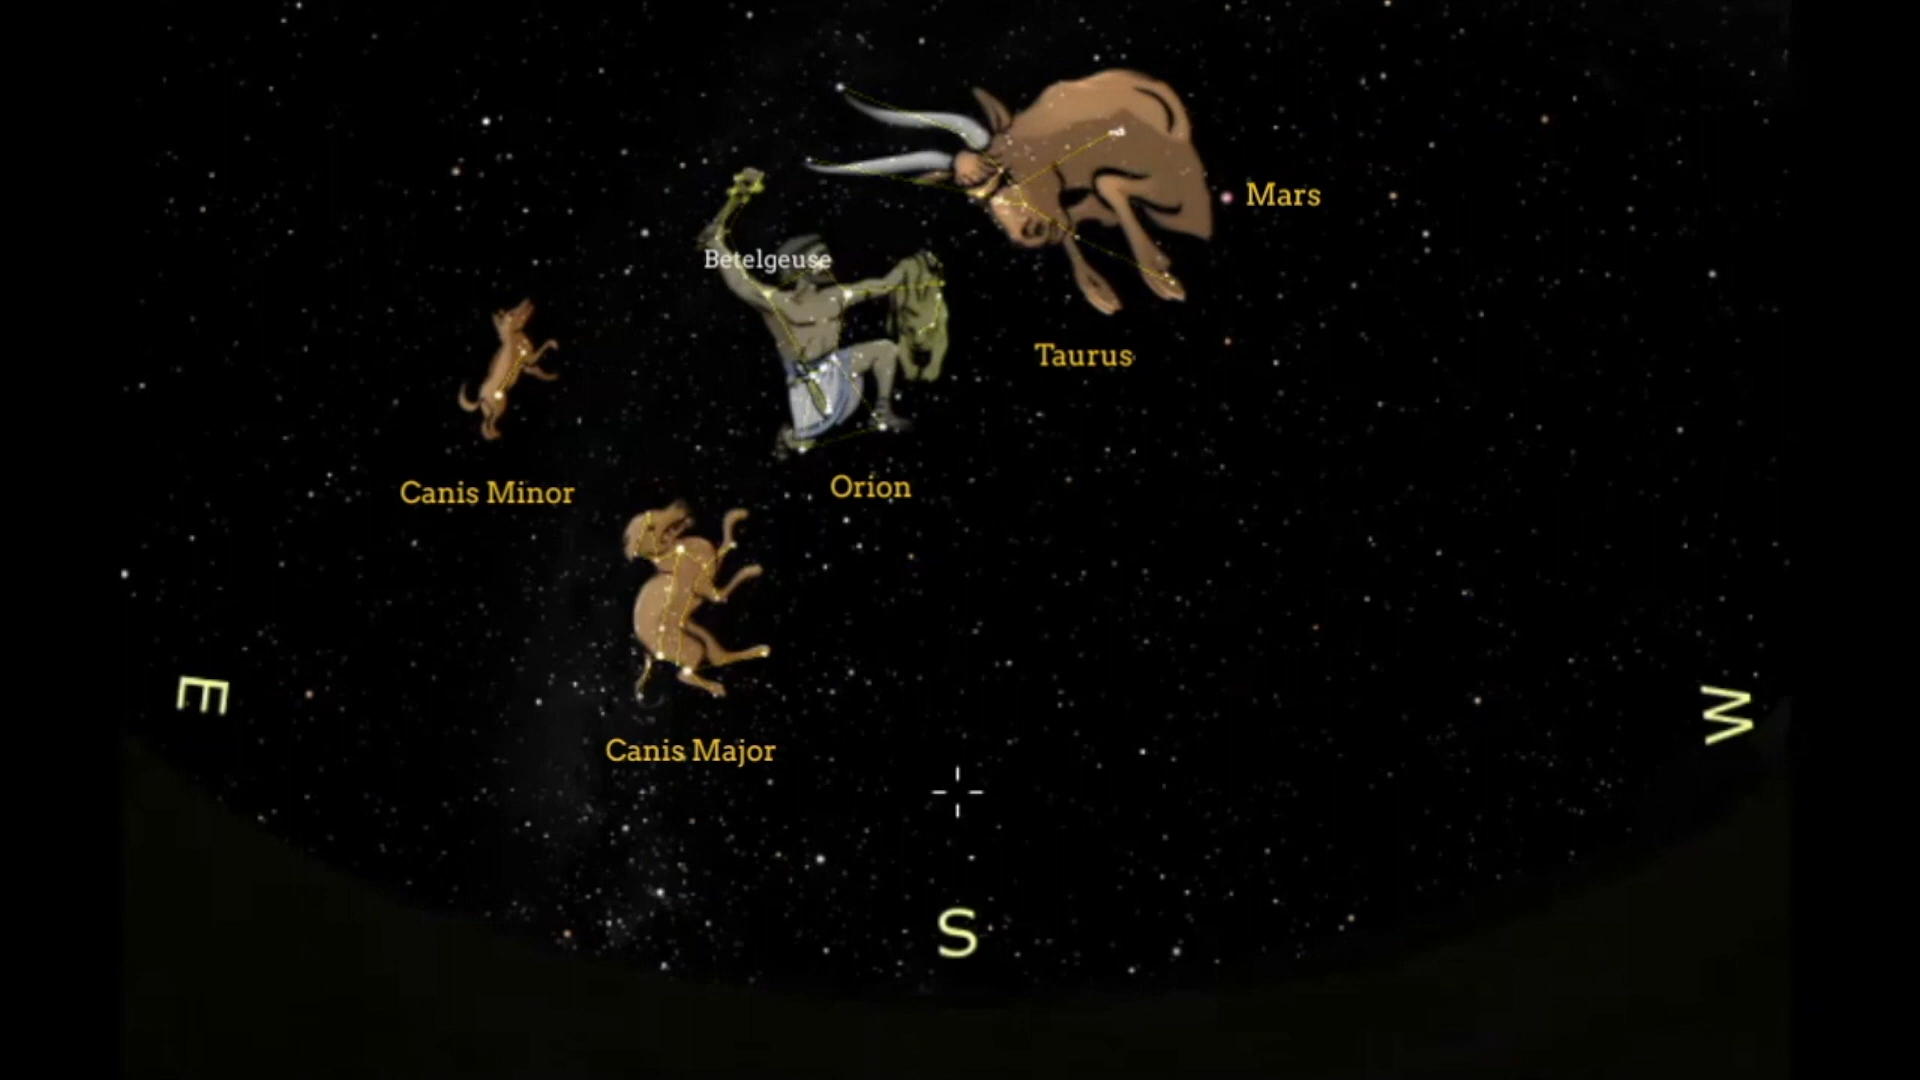 Mars
Betelgeuse
Taurus
Orion
Canis Minor
E
W
Canis Major
S